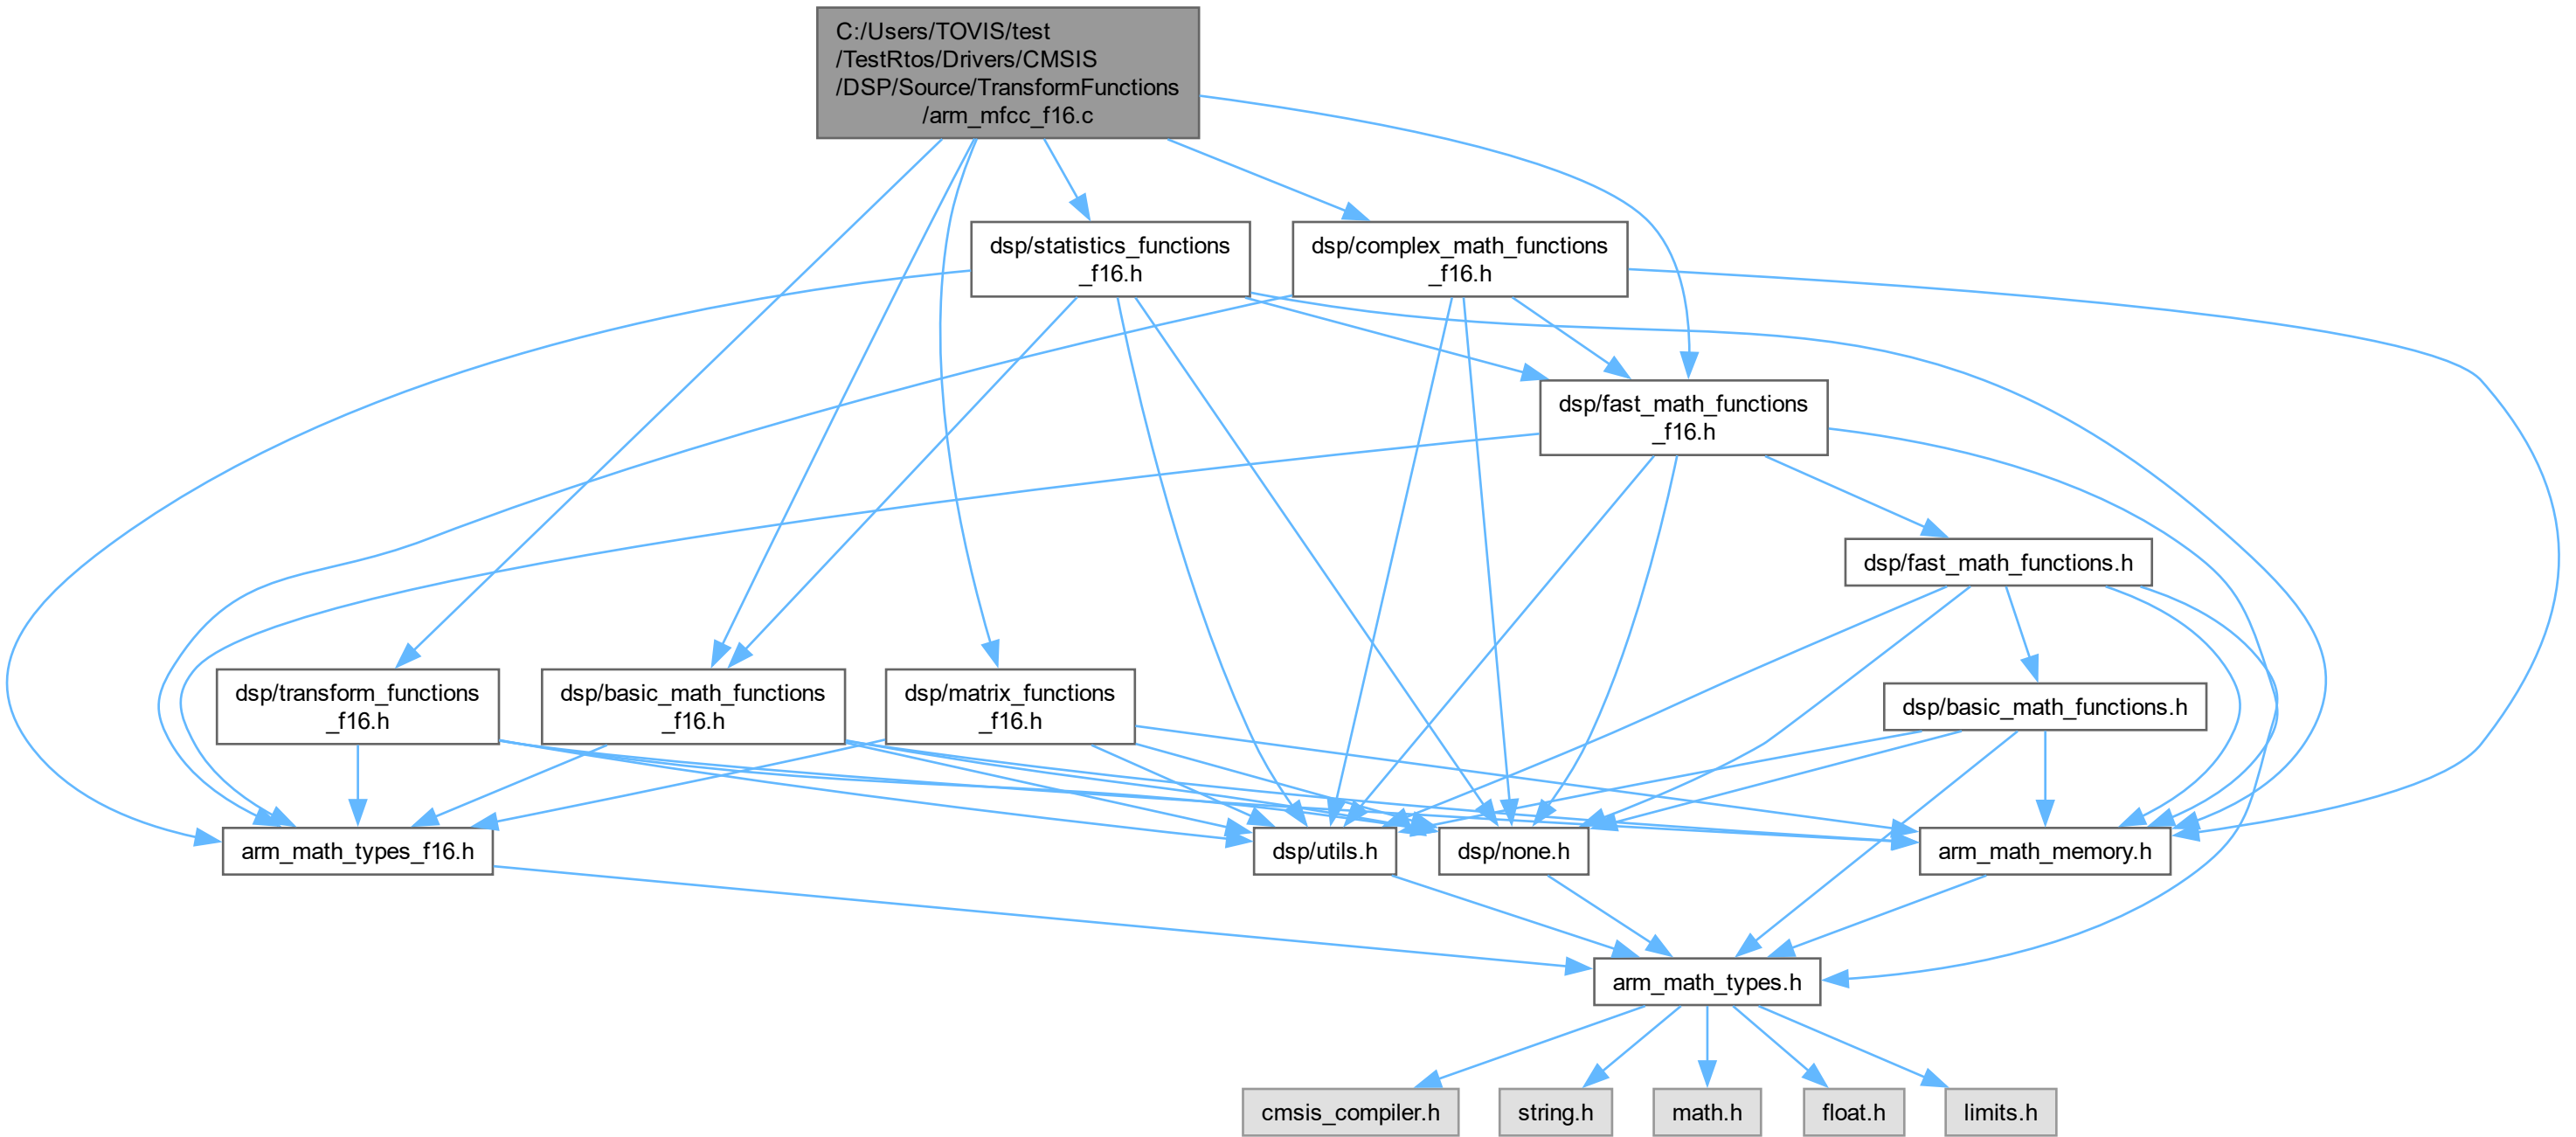 C:/Users/TOVIS/test
/TestRtos/Drivers/CMSIS
/DSP/Source/TransformFunctions
/arm_mfcc_f16.c
dsp/statistics_functions
_f16.h
dsp/complex_math_functions
_f16.h
dsp/fast_math_functions
_f16.h
dsp/fast_math_functions.h
dsp/transform_functions
_f16.h
dsp/basic_math_functions
_f16.h
dsp/matrix_functions
_f16.h
dsp/basic_math_functions.h
arm_math_types_f16.h
dsp/utils.h
dsp/none.h
arm_math_memory.h
arm_math_types.h
cmsis_compiler.h
string.h
math.h
float.h
limits.h